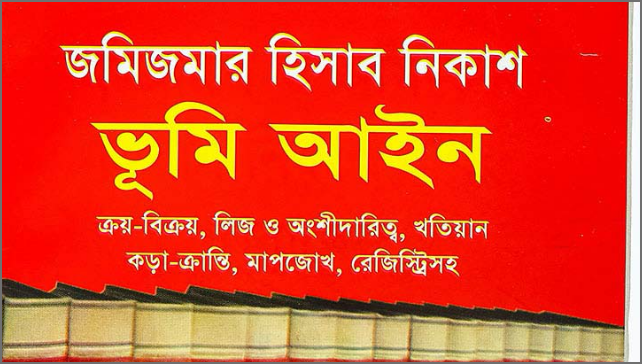 জমিজমার হিসাব নিকাশ
ভূমি আইন
ক্রয়-বিক্রয়, লিজ ও অংশীদারিত্ব, খতিয়ান
কড়া-ক্রান্তি, মাপজোখ, রেজিস্ট্রিসহ